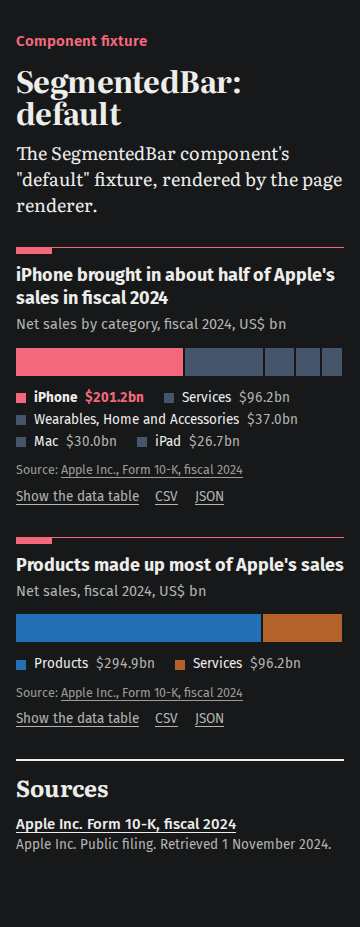 Component fixture
SegmentedBar:
default
The SegmentedBar component's
"default" fixture, rendered by the page
renderer.
iPhone brought in about half of Apple's
sales in fiscal 2024
Net sales by category, fiscal 2024, US$ bn
iPhone $201.2bn Services $96.2bn
Wearables, Home and Accessories $37.0bn
Mac $30.0bn iPad $26.7bn
Source: Apple Inc., Form 10-K, fiscal 2024
Show the data table CSV JSON
Products made up most of Apple's sales
Net sales, fiscal 2024, US$ bn
Products $294.9bn Services $96.2bn
Source: Apple Inc., Form 10-K, fiscal 2024
Show the data table CSV JSON
Sources
Apple Inc. Form 10-K, fiscal 2024
Apple Inc. Public filing. Retrieved 1 November 2024.